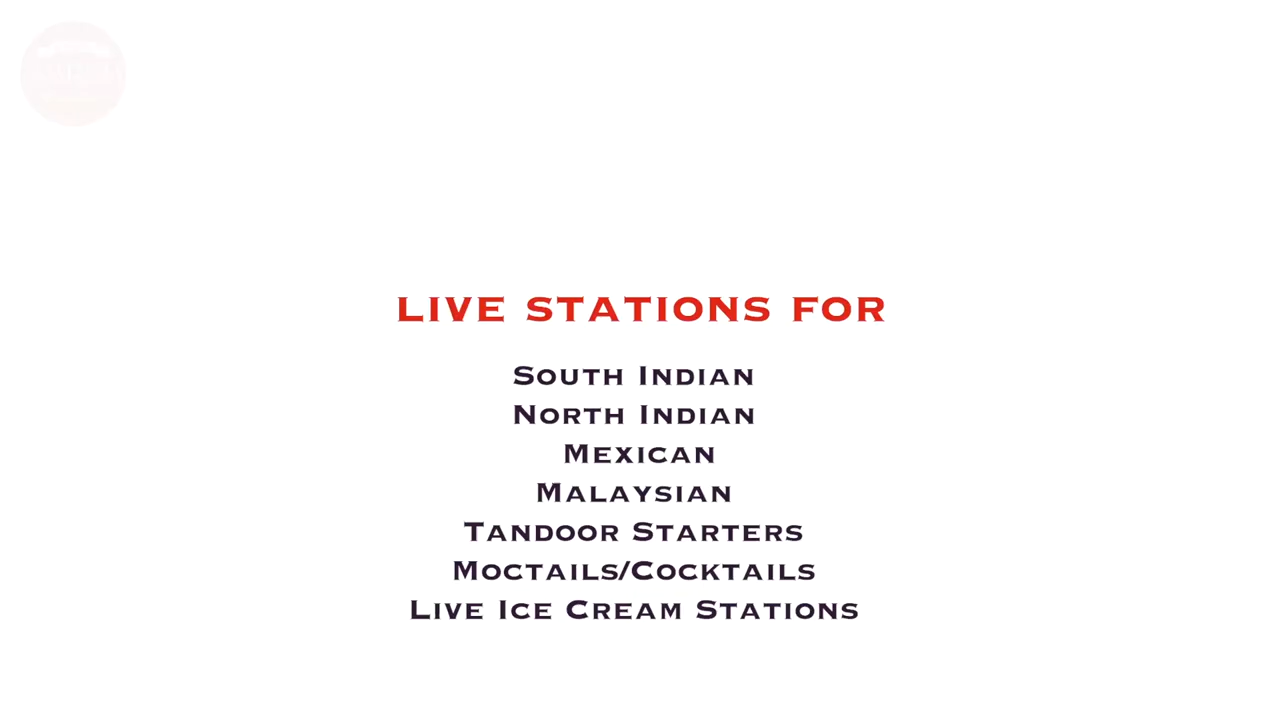 LIVE STATIONS FOR
South Indian
North Indian
Mexican
Malaysian
Tandoor Starters
Moctails/Cocktails
Live Ice Cream Stations